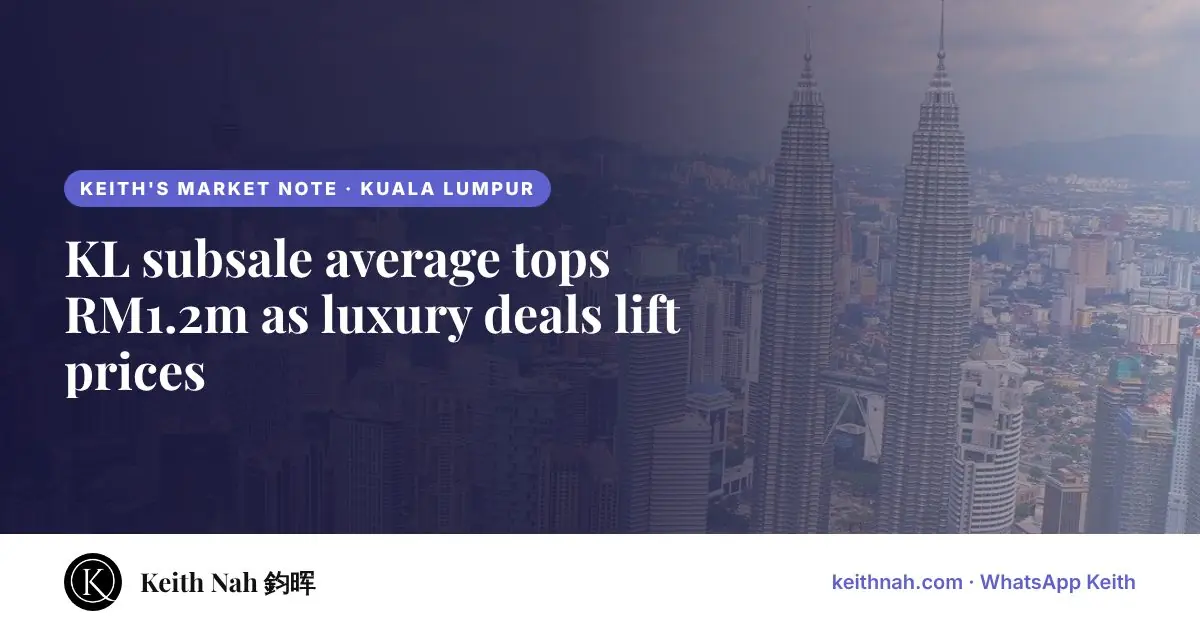 KEITH'S MARKET NOTE · KUALA LUMPUR
KL subsale average tops
RM1.2m as luxury deals lift
prices
K
Keith Nah 鈞晖
keithnah.com · WhatsApp Keith